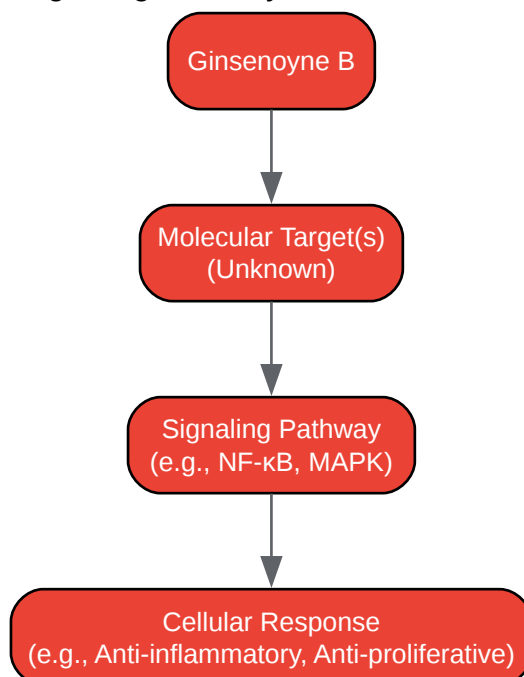 Ginsenoyne B
Molecular Target(s)
(Unknown)
Signaling Pathway
(e.g., NF-κB, MAPK)
Cellular Response
(e.g., Anti-inflammatory, Anti-proliferative)